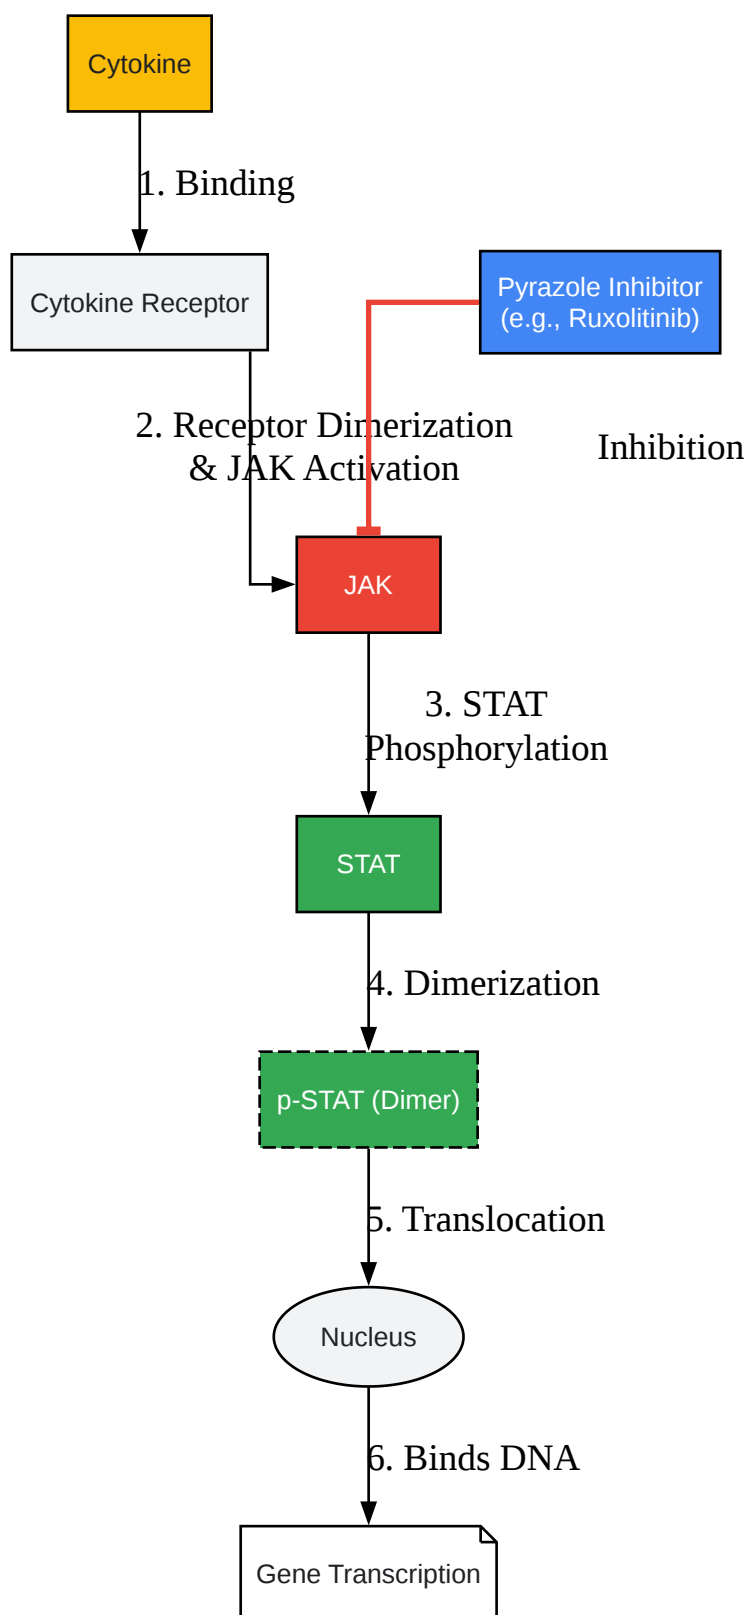 Cytokine
1. Binding
Cytokine Receptor
Pyrazole Inhibitor
(e.g., Ruxolitinib)
2. Receptor Dimerization
& JAK Activation
Inhibition
JAK
3. STAT
Phosphorylation
STAT
4. Dimerization
p-STAT (Dimer)
5. Translocation
Nucleus
6. Binds DNA
Gene Transcription